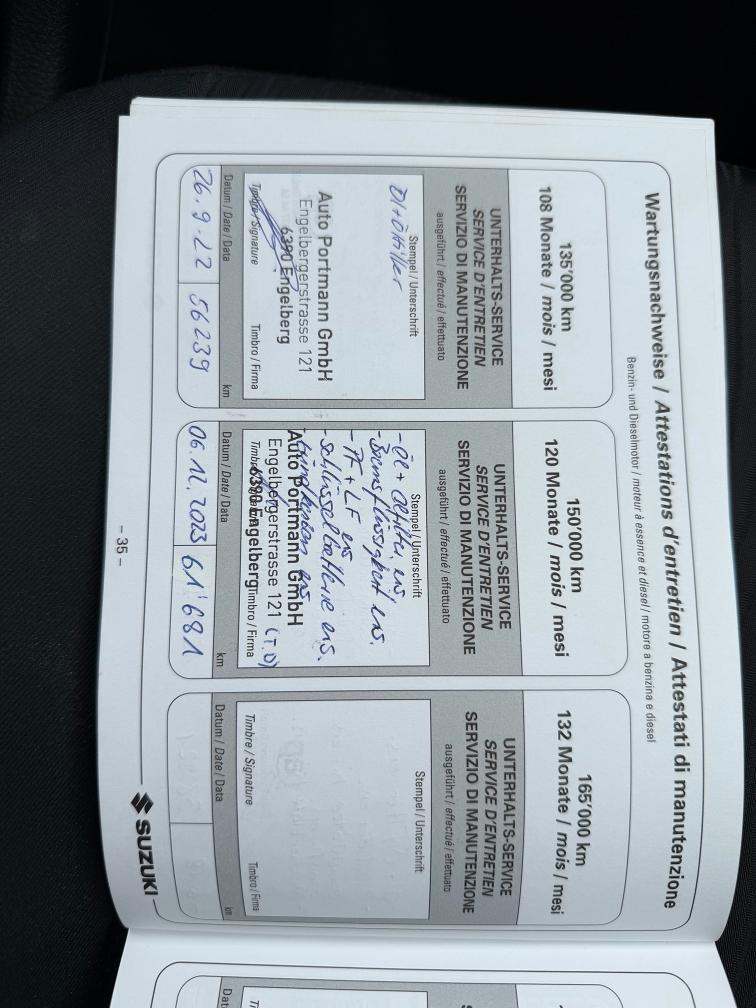 Wartungsnachweise / Attestations d'entretien / Attestati di manutenzione
Benzin- und Dieselmotor / moteur à essence et diesel / motore a benzina e diesel
135'000 km
108 Monate / mois / mesi
UNTERHALTS-SERVICE
SERVICE D'ENTRETIEN
SERVIZIO DI MANUTENZIONE
ausgeführt / effectué / effettuato
Stempel / Unterschrift
Auto Portmann GmbH
Engelbergerstrasse 121
6390 Engelberg
Timbre / Signature Timbro / Firma
Datum / Date / Data km
26.9.22 56239
150'000 km
120 Monate / mois / mesi
UNTERHALTS-SERVICE
SERVICE D'ENTRETIEN
SERVIZIO DI MANUTENZIONE
ausgeführt / effectué / effettuato
Stempel / Unterschrift
- Öl + Ölfilter ers.
- Bremsflüssigkeit ers.
- PF + LF ers
- Schlüsselbatterie ers.
Auto Portmann GmbH
Engelbergerstrasse 121 (T.O)
6390 Engelberg
Timbro / Firma
Datum / Date / Data km
06.12.2023 61'681
165'000 km
132 Monate / mois / mesi
UNTERHALTS-SERVICE
SERVICE D'ENTRETIEN
SERVIZIO DI MANUTENZIONE
ausgeführt / effectué / effettuato
Stempel / Unterschrift
Timbre / Signature Timbro / Firma
Datum / Date / Data km
- 35 -
SUZUKI